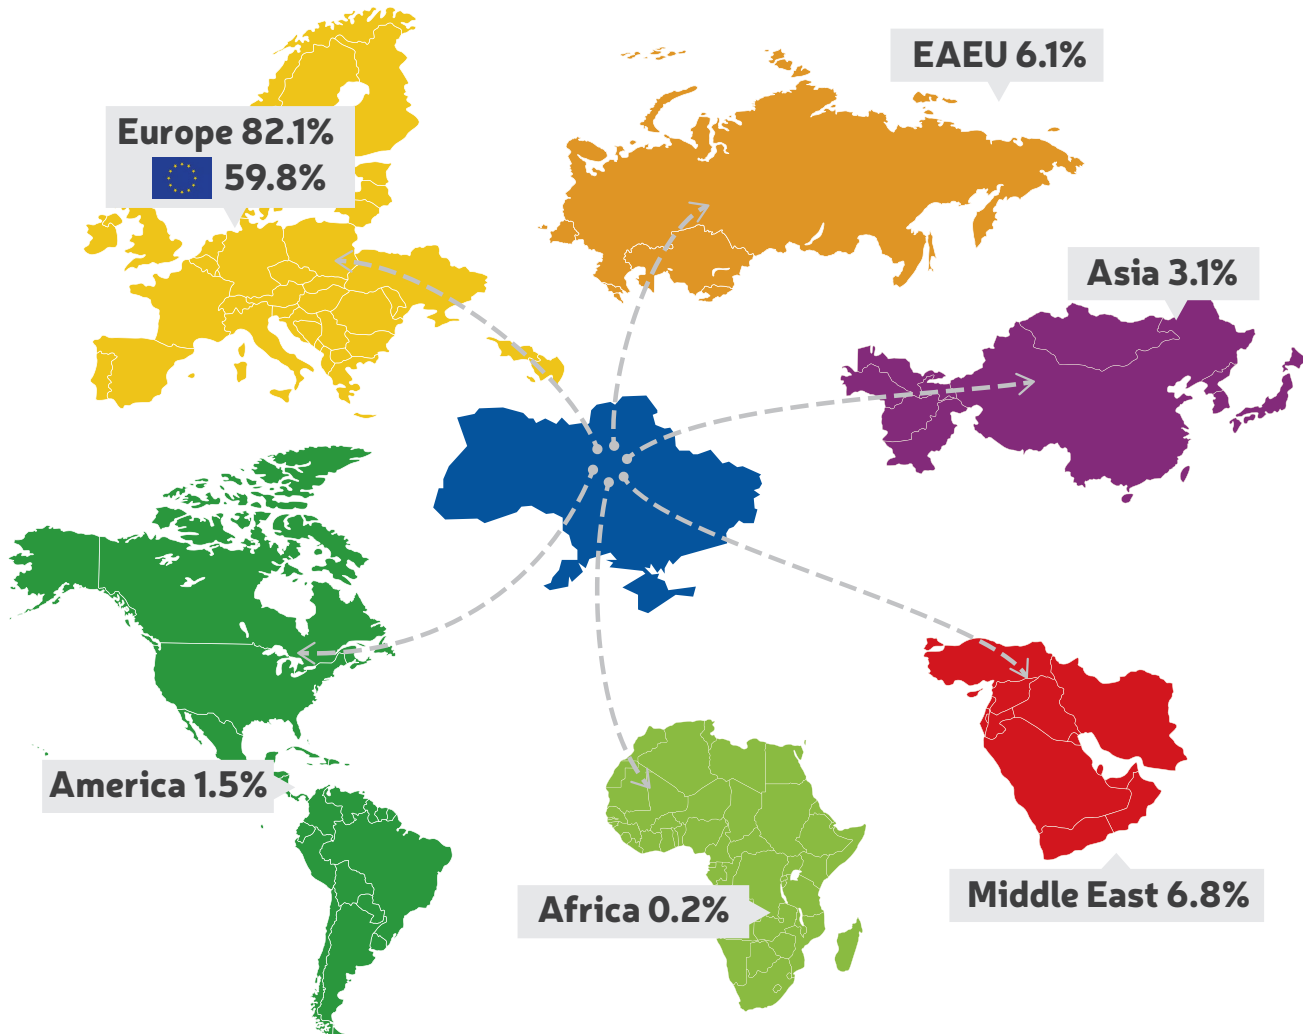 EAEU 6.1%
Europe 82.1%
59.8%
Asia 3.1%
America 1.5%
Africa 0.2%
Middle East 6.8%